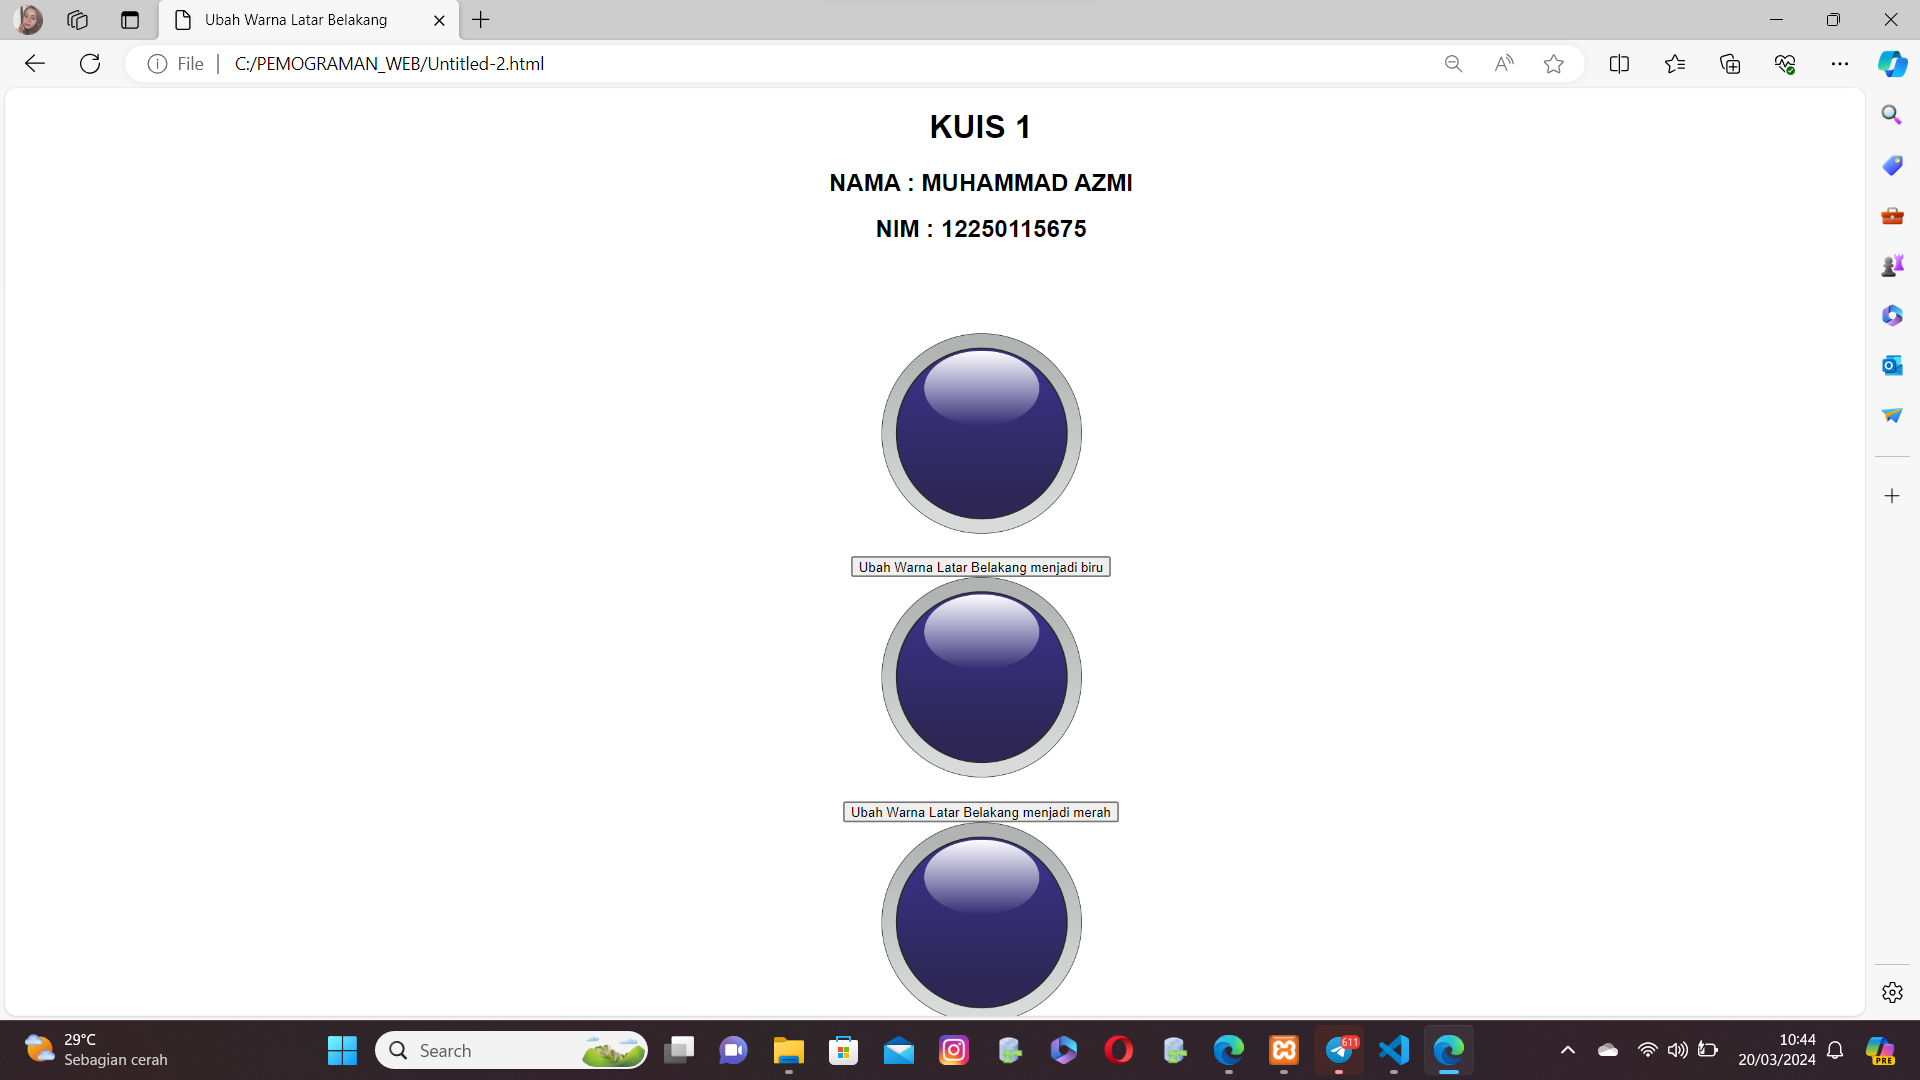 Ubah Warna Latar Belakang
File
C:/PEMOGRAMAN_WEB/Untitled-2.html
KUIS 1
NAMA : MUHAMMAD AZMI
NIM : 12250115675
Ubah Warna Latar Belakang menjadi biru
Ubah Warna Latar Belakang menjadi merah
29°C
Sebagian cerah
Search
611
10:44
20/03/2024
PRE